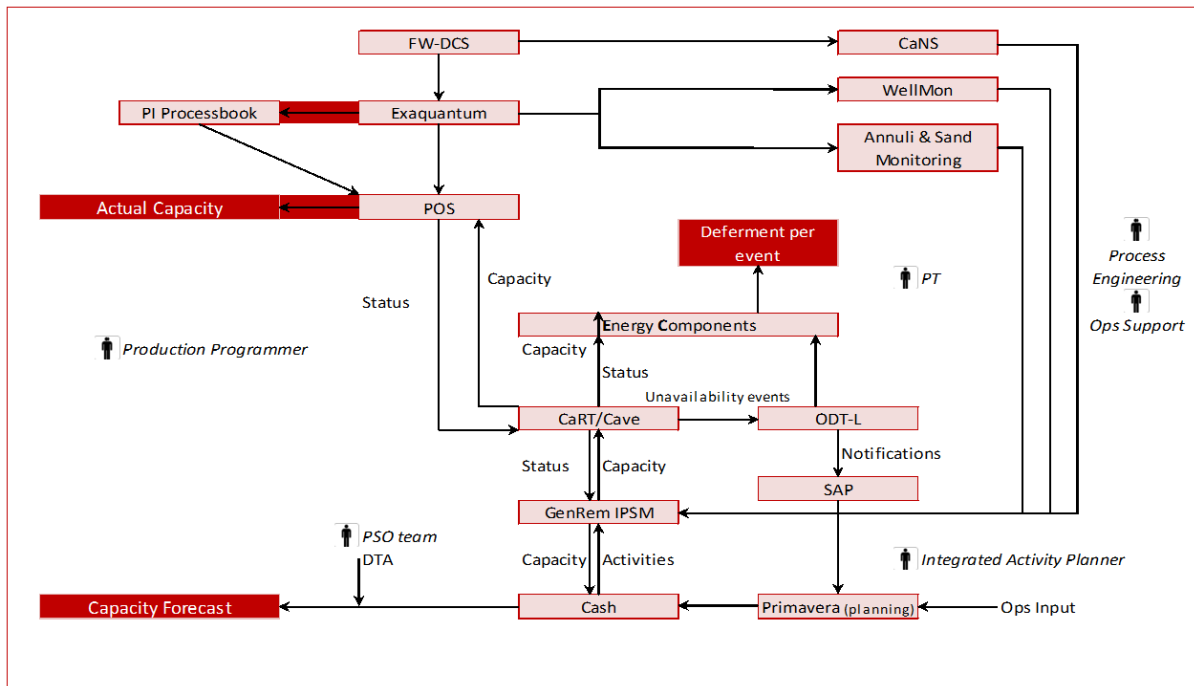 FW-DCS
CaNS
WellMon
PI Processbook
Exaquantum
Annuli & Sand
Monitoring
Actual Capacity
POS
Deferment per
event
Process
Engineering
PT
Capacity
Status
Ops Support
Energy Components
Production Programmer
Capacity
Status
Unavailability events
CaRT/Cave
ODT-L
Notifications
Status
Capacity
SAP
GenRem IPSM
PSO team
DTA
Capacity
Activities
Integrated Activity Planner
Capacity Forecast
Cash
Primavera (planning)
Ops Input